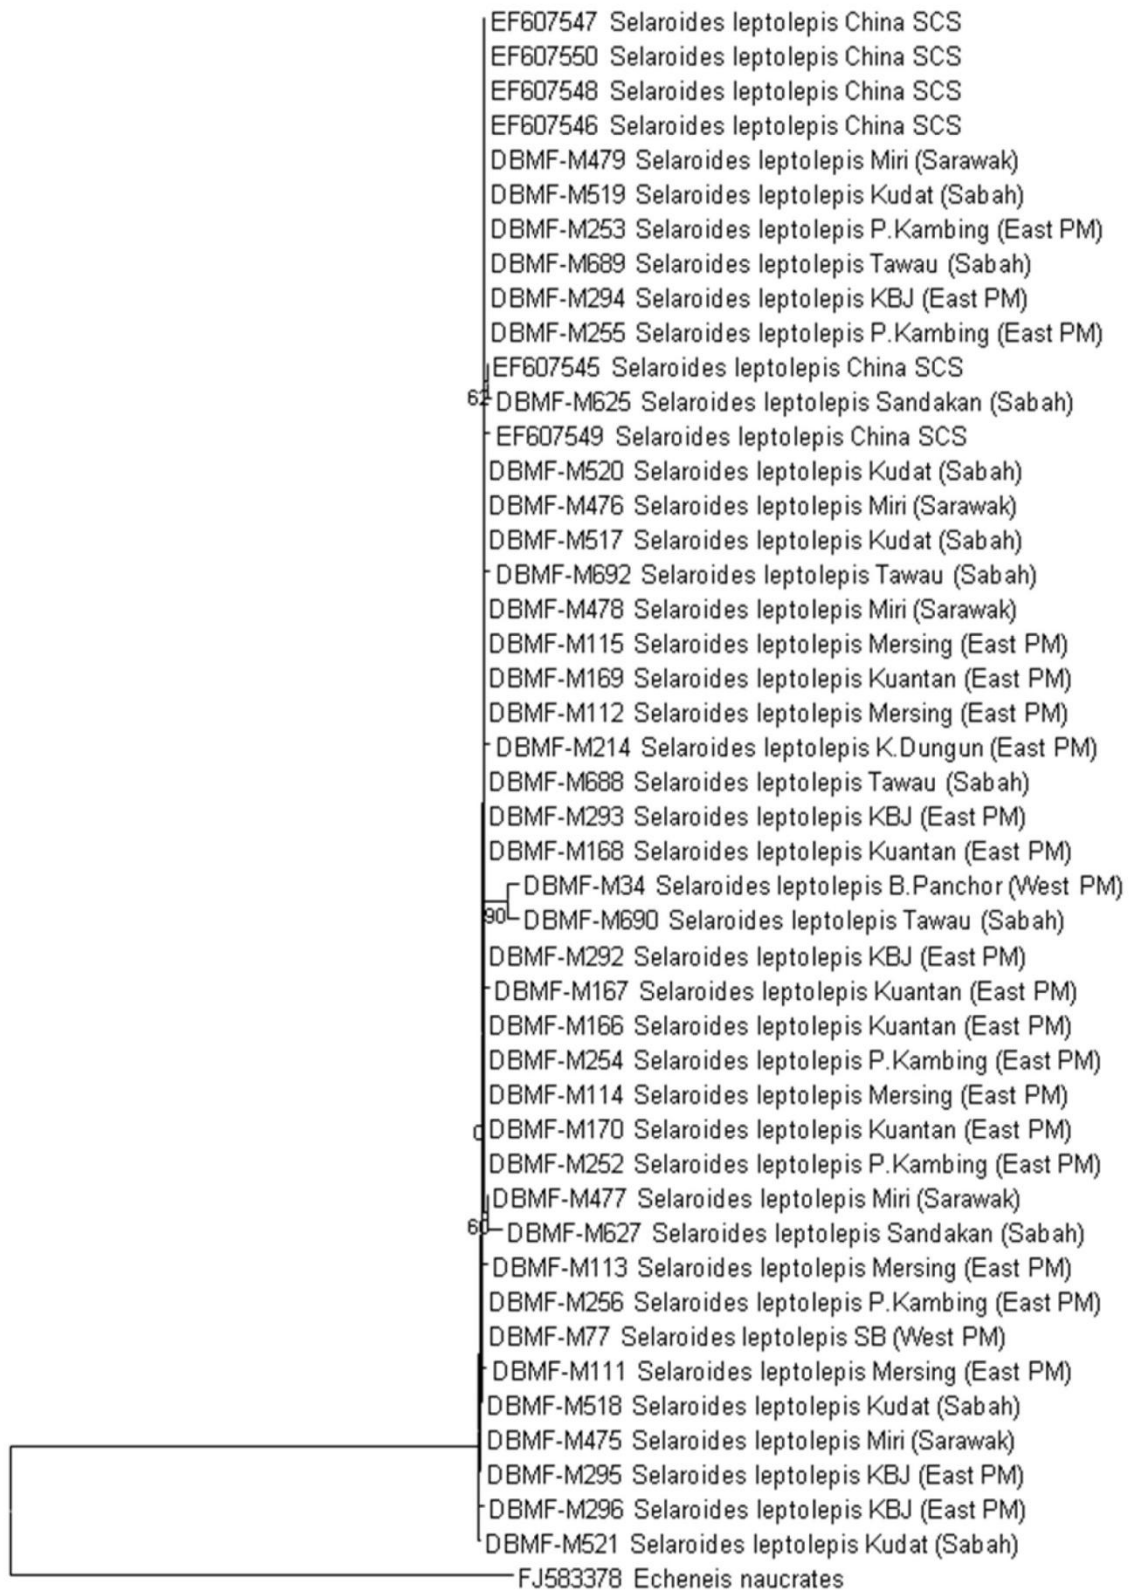 EF607547 Selaroides leptolepis China SCS
EF607550 Selaroides leptolepis China SCS
EF607548 Selaroides leptolepis China SCS
EF607546 Selaroides leptolepis China SCS
DBMF-M479 Selaroides leptolepis Miri (Sarawak)
DBMF-M519 Selaroides leptolepis Kudat (Sabah)
DBMF-M253 Selaroides leptolepis P.Kambing (East PM)
DBMF-M689 Selaroides leptolepis Tawau (Sabah)
DBMF-M294 Selaroides leptolepis KBJ (East PM)
DBMF-M255 Selaroides leptolepis P.Kambing (East PM)
EF607545 Selaroides leptolepis China SCS
62 DBMF-M625 Selaroides leptolepis Sandakan (Sabah)
EF607549 Selaroides leptolepis China SCS
DBMF-M520 Selaroides leptolepis Kudat (Sabah)
DBMF-M476 Selaroides leptolepis Miri (Sarawak)
DBMF-M517 Selaroides leptolepis Kudat (Sabah)
DBMF-M692 Selaroides leptolepis Tawau (Sabah)
DBMF-M478 Selaroides leptolepis Miri (Sarawak)
DBMF-M115 Selaroides leptolepis Mersing (East PM)
DBMF-M169 Selaroides leptolepis Kuantan (East PM)
DBMF-M112 Selaroides leptolepis Mersing (East PM)
DBMF-M214 Selaroides leptolepis K.Dungun (East PM)
DBMF-M688 Selaroides leptolepis Tawau (Sabah)
DBMF-M293 Selaroides leptolepis KBJ (East PM)
DBMF-M168 Selaroides leptolepis Kuantan (East PM)
DBMF-M34 Selaroides leptolepis B.Panchor (West PM)
90 DBMF-M690 Selaroides leptolepis Tawau (Sabah)
DBMF-M292 Selaroides leptolepis KBJ (East PM)
DBMF-M167 Selaroides leptolepis Kuantan (East PM)
DBMF-M166 Selaroides leptolepis Kuantan (East PM)
DBMF-M254 Selaroides leptolepis P.Kambing (East PM)
DBMF-M114 Selaroides leptolepis Mersing (East PM)
DBMF-M170 Selaroides leptolepis Kuantan (East PM)
DBMF-M252 Selaroides leptolepis P.Kambing (East PM)
DBMF-M477 Selaroides leptolepis Miri (Sarawak)
60 DBMF-M627 Selaroides leptolepis Sandakan (Sabah)
DBMF-M113 Selaroides leptolepis Mersing (East PM)
DBMF-M256 Selaroides leptolepis P.Kambing (East PM)
DBMF-M77 Selaroides leptolepis SB (West PM)
DBMF-M111 Selaroides leptolepis Mersing (East PM)
DBMF-M518 Selaroides leptolepis Kudat (Sabah)
DBMF-M475 Selaroides leptolepis Miri (Sarawak)
DBMF-M295 Selaroides leptolepis KBJ (East PM)
DBMF-M296 Selaroides leptolepis KBJ (East PM)
DBMF-M521 Selaroides leptolepis Kudat (Sabah)
FJ583378 Echeneis naucrates